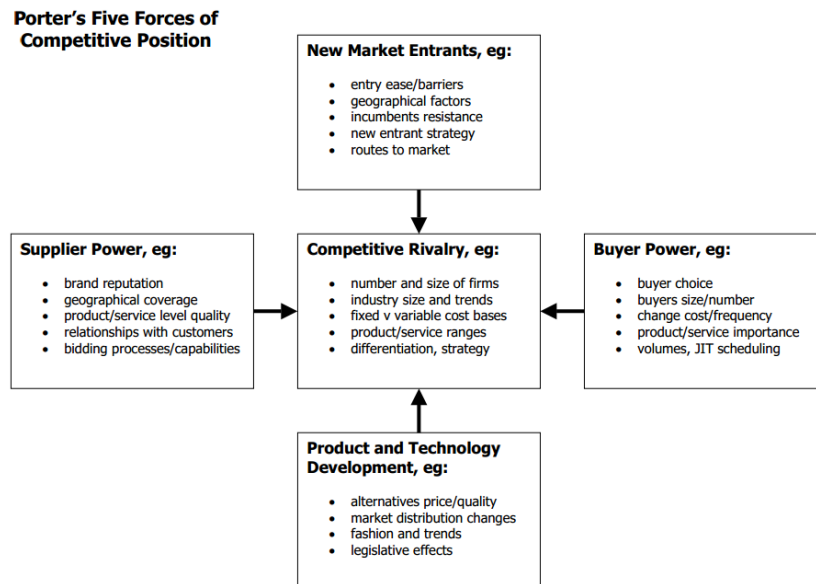 Porter's Five Forces of
Competitive Position
New Market Entrants, eg:
• entry ease/barriers
• geographical factors
• incumbents resistance
• new entrant strategy
• routes to market
Supplier Power, eg:
• brand reputation
• geographical coverage
• product/service level quality
• relationships with customers
• bidding processes/capabilities
Competitive Rivalry, eg:
• number and size of firms
• industry size and trends
• fixed v variable cost bases
• product/service ranges
• differentiation, strategy
Buyer Power, eg:
• buyer choice
• buyers size/number
• change cost/frequency
• product/service importance
• volumes, JIT scheduling
Product and Technology
Development, eg:
• alternatives price/quality
• market distribution changes
• fashion and trends
• legislative effects